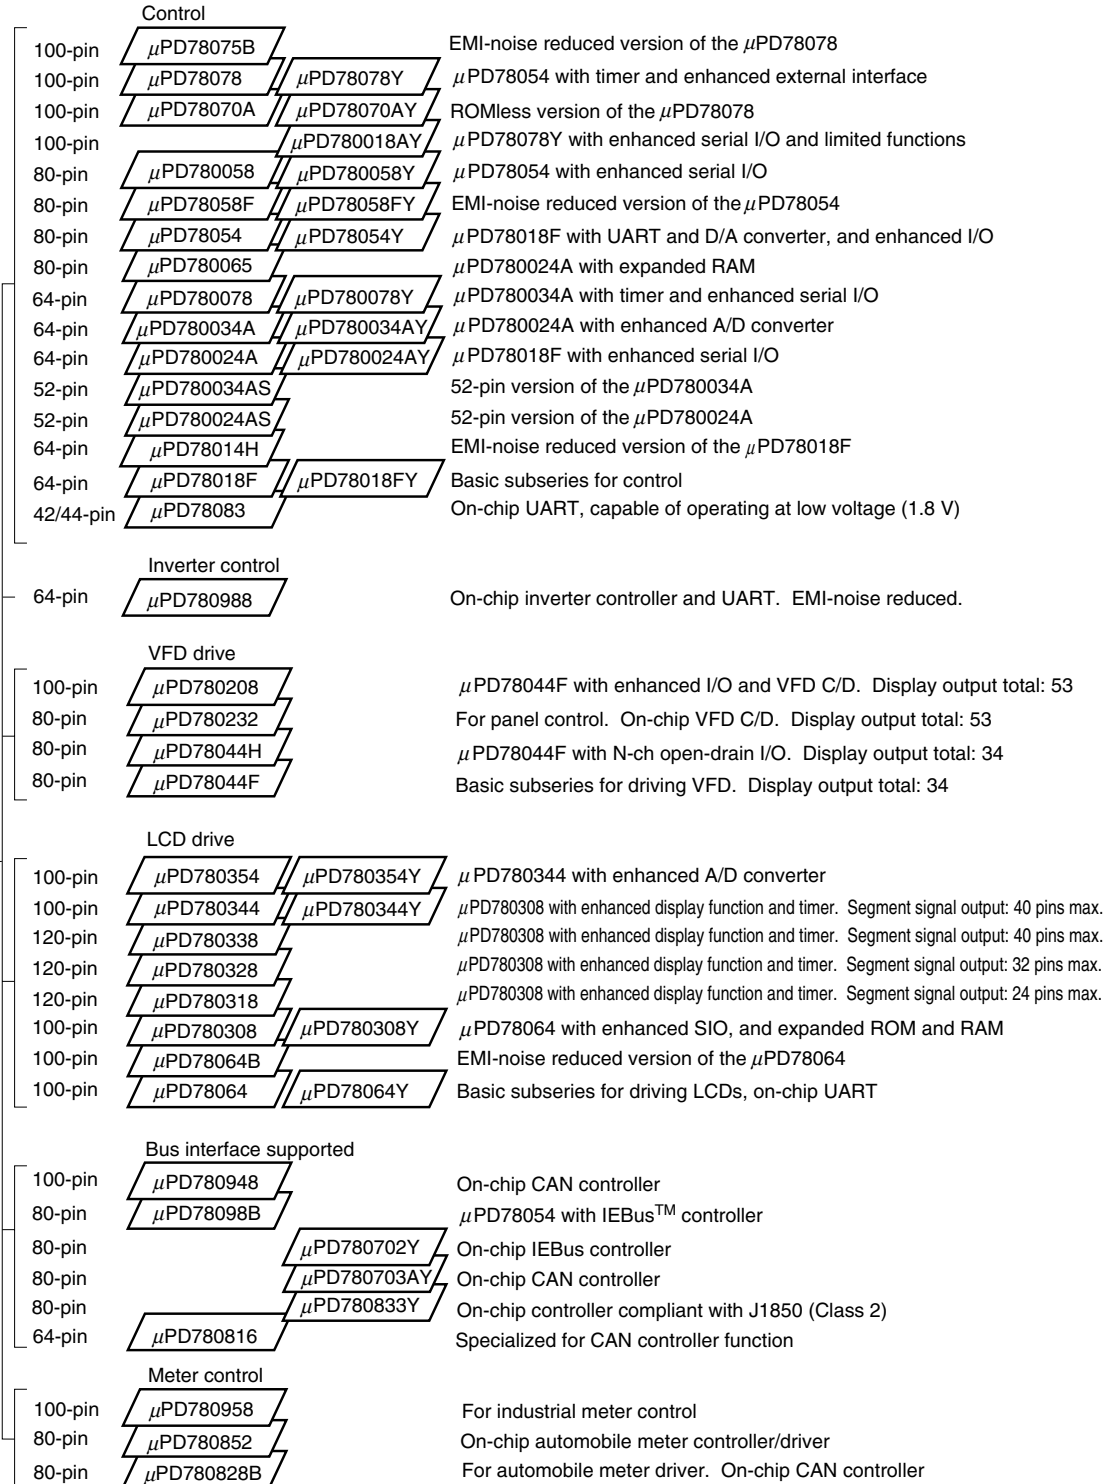 Control
100-pin μPD78075B EMI-noise reduced version of the μPD78078
100-pin μPD78078 μPD78078Y μPD78054 with timer and enhanced external interface
100-pin μPD78070A μPD78070AY ROMless version of the μPD78078
100-pin μPD780018AY μPD78078Y with enhanced serial I/O and limited functions
80-pin μPD780058 μPD780058Y μPD78054 with enhanced serial I/O
80-pin μPD78058F μPD78058FY EMI-noise reduced version of the μPD78054
80-pin μPD78054 μPD78054Y μPD78018F with UART and D/A converter, and enhanced I/O
80-pin μPD780065 μPD780024A with expanded RAM
64-pin μPD780078 μPD780078Y μPD780034A with timer and enhanced serial I/O
64-pin μPD780034A μPD780034AY μPD780024A with enhanced A/D converter
64-pin μPD780024A μPD780024AY μPD78018F with enhanced serial I/O
52-pin μPD780034AS 52-pin version of the μPD780034A
52-pin μPD780024AS 52-pin version of the μPD780024A
64-pin μPD78014H EMI-noise reduced version of the μPD78018F
64-pin μPD78018F μPD78018FY Basic subseries for control
42/44-pin μPD78083 On-chip UART, capable of operating at low voltage (1.8 V)
Inverter control
64-pin μPD780988 On-chip inverter controller and UART. EMI-noise reduced.
VFD drive
100-pin μPD780208 μPD78044F with enhanced I/O and VFD C/D. Display output total: 53
80-pin μPD780232 For panel control. On-chip VFD C/D. Display output total: 53
80-pin μPD78044H μPD78044F with N-ch open-drain I/O. Display output total: 34
80-pin μPD78044F Basic subseries for driving VFD. Display output total: 34
LCD drive
100-pin μPD780354 μPD780354Y μPD780344 with enhanced A/D converter
100-pin μPD780344 μPD780344Y μPD780308 with enhanced display function and timer. Segment signal output: 40 pins max.
120-pin μPD780338 μPD780308 with enhanced display function and timer. Segment signal output: 40 pins max.
120-pin μPD780328 μPD780308 with enhanced display function and timer. Segment signal output: 32 pins max.
120-pin μPD780318 μPD780308 with enhanced display function and timer. Segment signal output: 24 pins max.
100-pin μPD780308 μPD780308Y μPD78064 with enhanced SIO, and expanded ROM and RAM
100-pin μPD78064B EMI-noise reduced version of the μPD78064
100-pin μPD78064 μPD78064Y Basic subseries for driving LCDs, on-chip UART
Bus interface supported
100-pin μPD780948 On-chip CAN controller
80-pin μPD78098B μPD78054 with IEBus™ controller
80-pin μPD780702Y On-chip IEBus controller
80-pin μPD780703AY On-chip CAN controller
80-pin μPD780833Y On-chip controller compliant with J1850 (Class 2)
64-pin μPD780816 Specialized for CAN controller function
Meter control
100-pin μPD780958 For industrial meter control
80-pin μPD780852 On-chip automobile meter controller/driver
80-pin μPD780828B For automobile meter driver. On-chip CAN controller